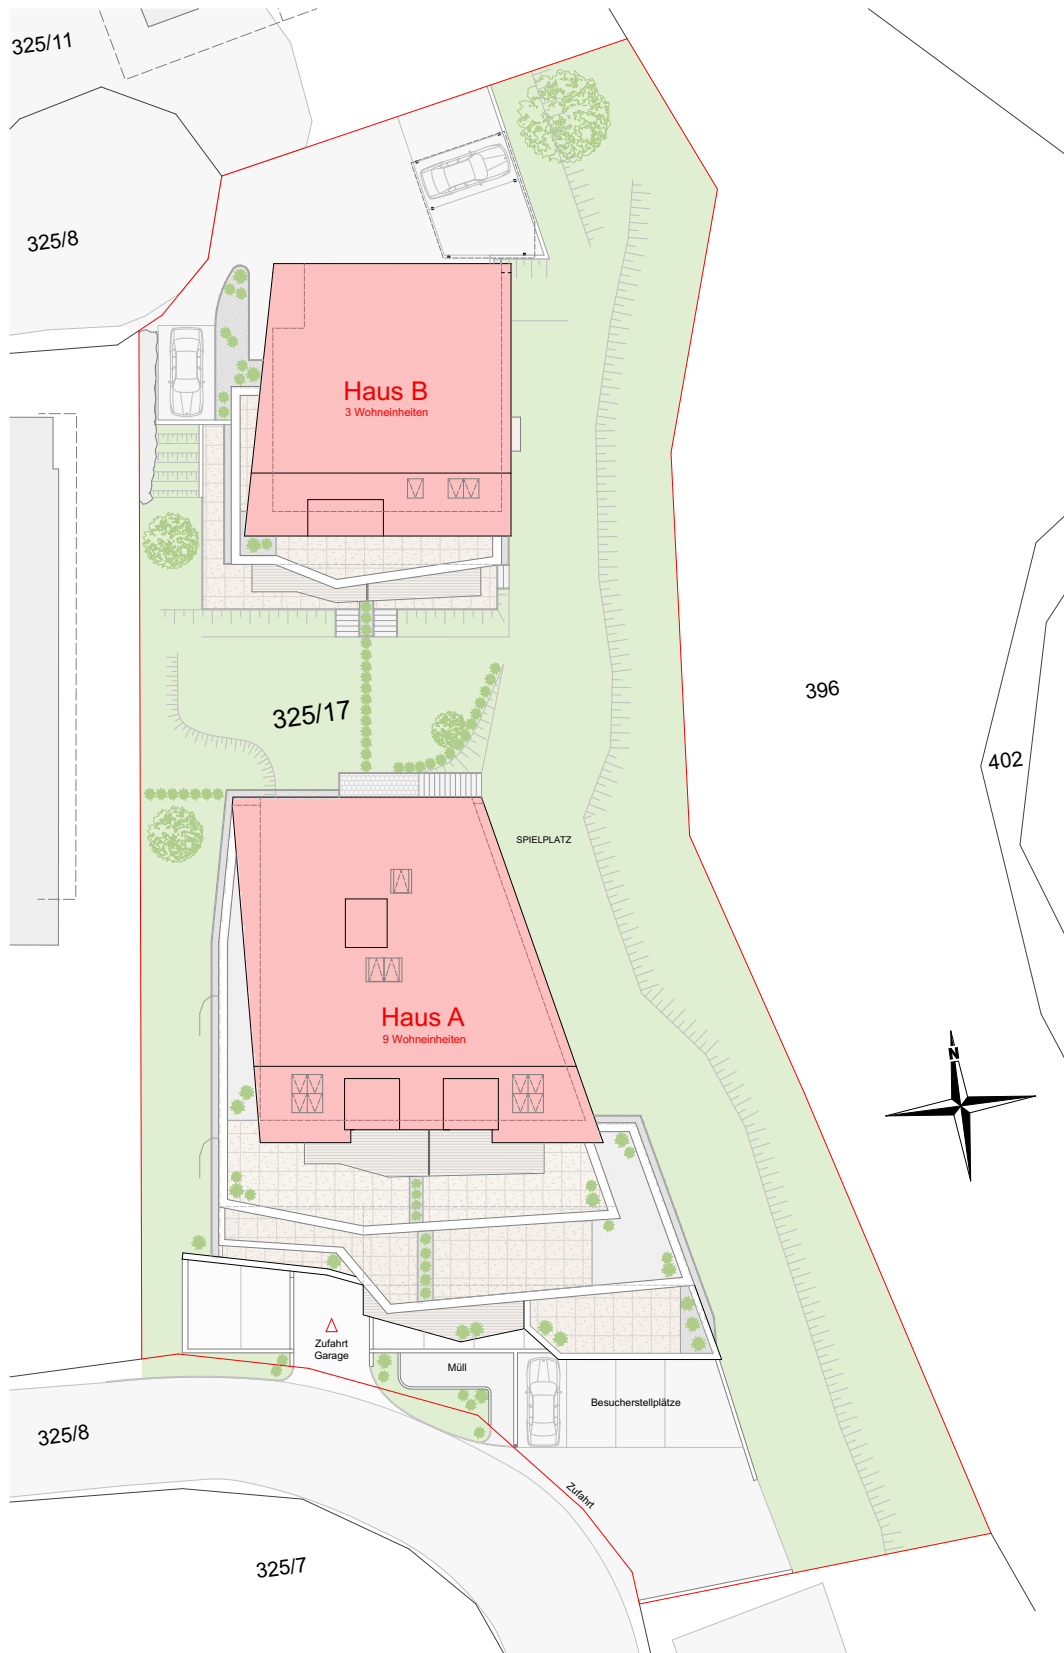 325/11
325/8
Haus B
3 Wohneinheiten
396
325/17
402
SPIELPLATZ
Haus A
9 Wohneinheiten
N
Zufahrt
Garage
Müll
Besucherstellplätze
325/8
Zufahrt
325/7